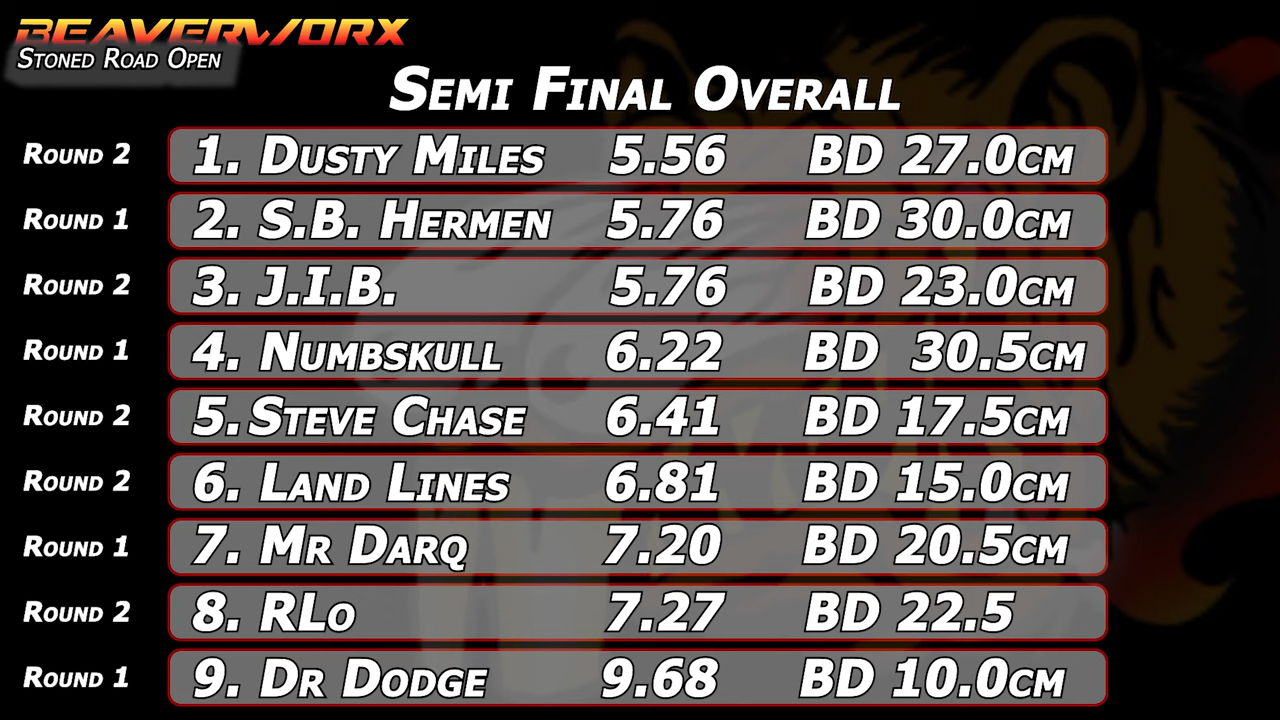 BEAVERWORX
STONED ROAD OPEN
SEMI FINAL OVERALL
ROUND 2 1. DUSTY MILES 5.56 BD 27.0CM
ROUND 1 2. S.B. HERMEN 5.76 BD 30.0CM
ROUND 2 3. J.I.B. 5.76 BD 23.0CM
ROUND 1 4. NUMBSKULL 6.22 BD 30.5CM
ROUND 2 5. STEVE CHASE 6.41 BD 17.5CM
ROUND 2 6. LAND LINES 6.81 BD 15.0CM
ROUND 1 7. MR DARQ 7.20 BD 20.5CM
ROUND 2 8. RLO 7.27 BD 22.5
ROUND 1 9. DR DODGE 9.68 BD 10.0CM